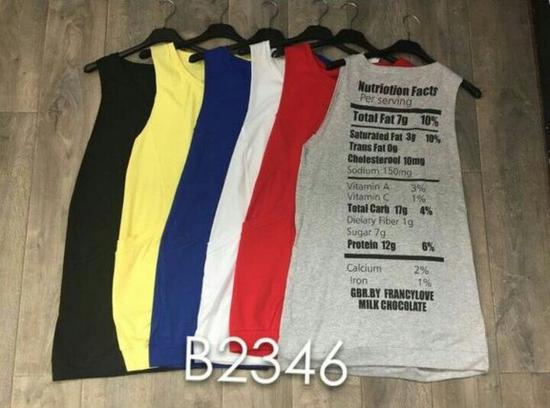 Nutriotion Facts
Per serving
Total Fat 7g 10%
Saturated Fat 3g 10%
Trans Fat 0g
Cholesterool 10mg
Sodium 150mg
Vitamin A 3%
Vitamin C 1%
Total Carb 17g 4%
Dielary Fiber 1g
Sugar 7g
Protein 12g 6%
Calcium 2%
Iron 1%
GBR.BY FRANCYLOVE
MILK CHOCOLATE
B2346